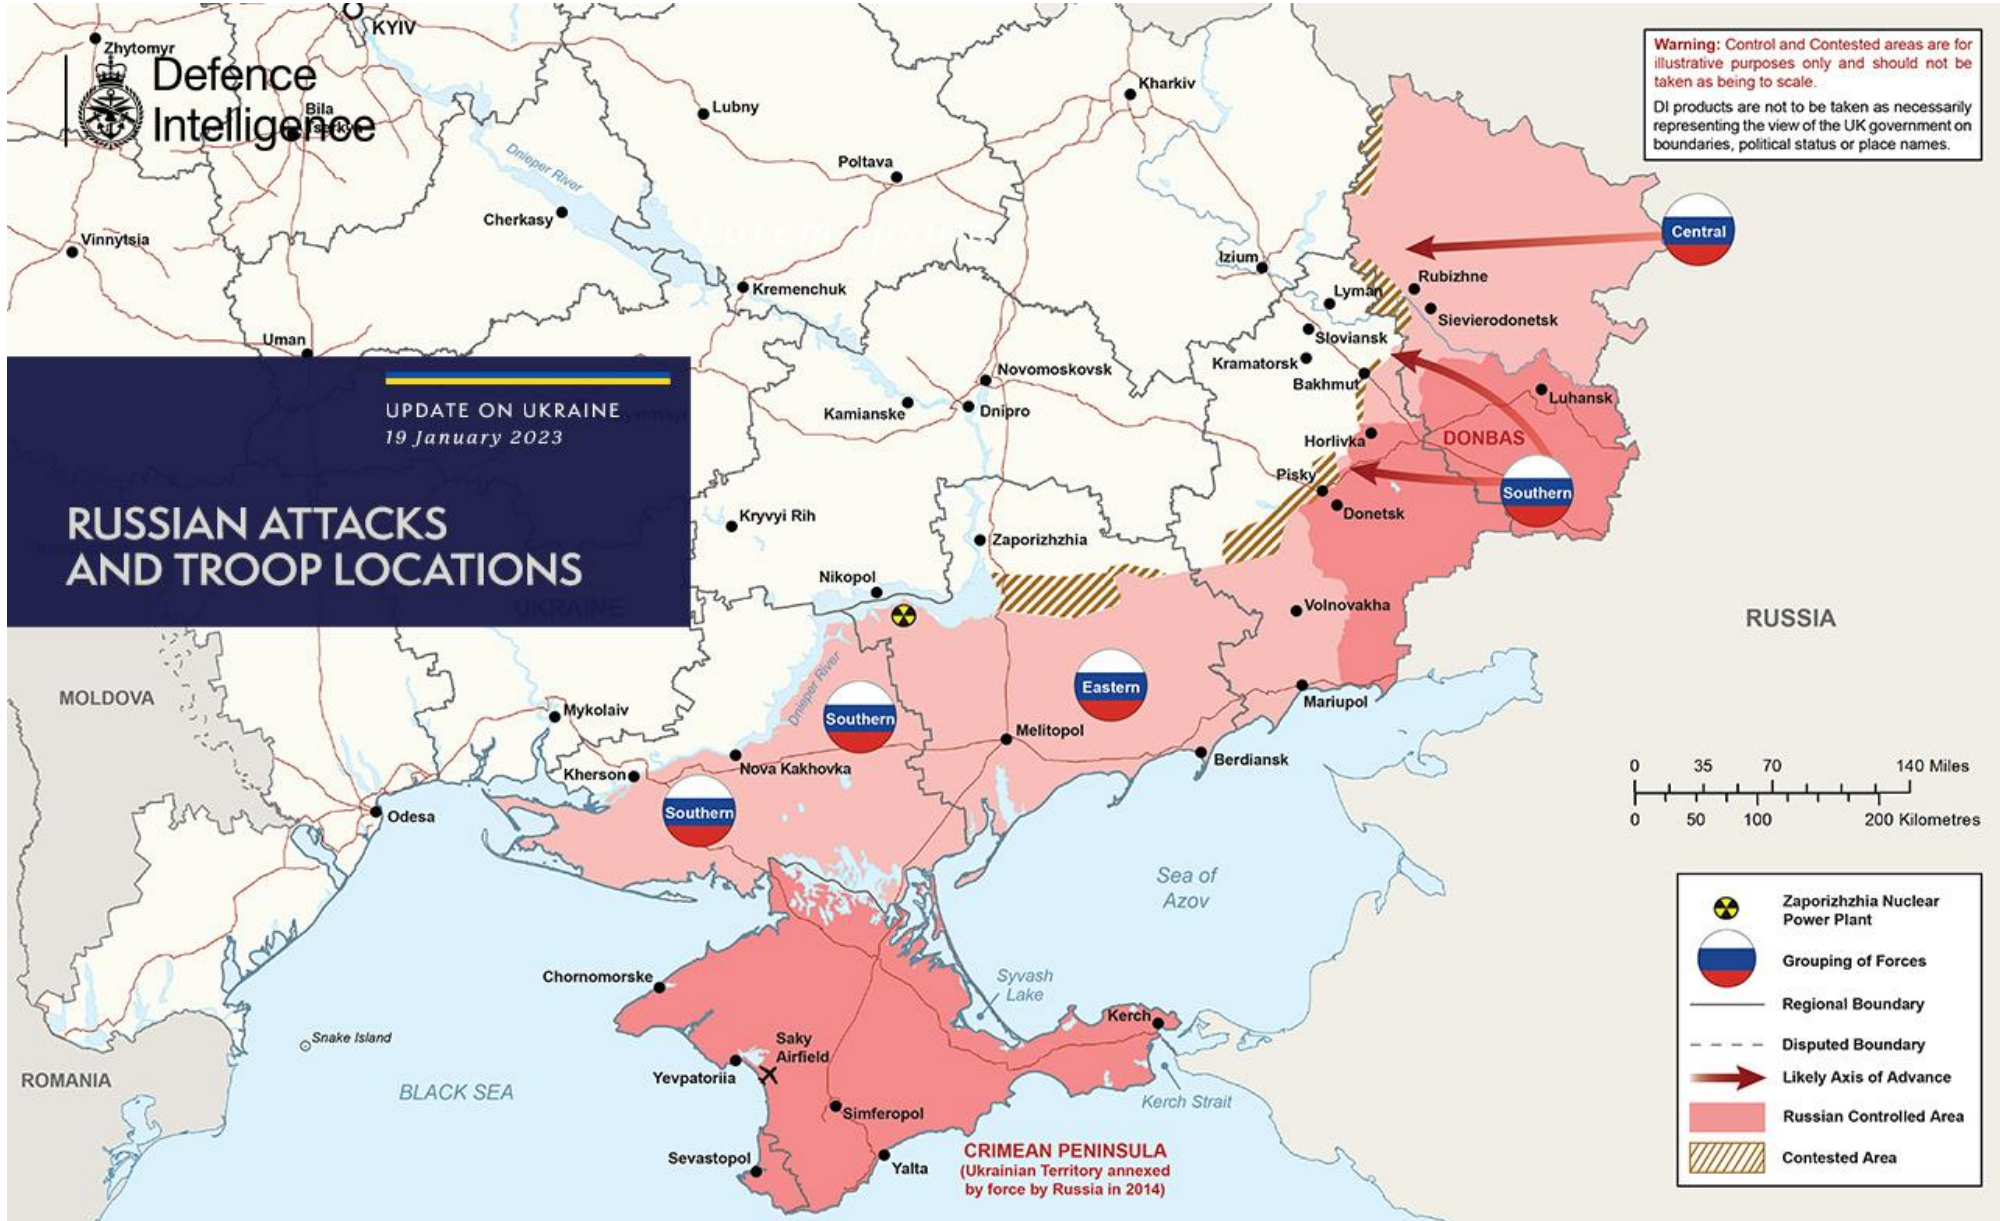 KYIV
Zhytomyr
Defence
Intelligence
Bila
Lubny
Kharkiv
Warning: Control and Contested areas are for
illustrative purposes only and should not be
taken as being to scale.
DI products are not to be taken as necessarily
representing the view of the UK government on
boundaries, political status or place names.
Poltava
Dnieper River
Cherkasy
Vinnytsia
Central
Izium
Rubizhne
Kremenchuk
Lyman
Sievierodonetsk
Uman
Sloviansk
Kramatorsk
Bakhmut
Novomoskovsk
Kamianske
Dnipro
Luhansk
UPDATE ON UKRAINE
19 January 2023
DONBAS
Horlivka
Pisky
Southern
Donetsk
RUSSIAN ATTACKS
AND TROOP LOCATIONS
Kryvyi Rih
Zaporizhzhia
Nikopol
UKRAINE
Volnovakha
RUSSIA
MOLDOVA
Dnieper River
Southern
Eastern
Mariupol
Mykolaiv
Melitopol
Nova Kakhovka
Berdiansk
Kherson
Southern
Odesa
0 35 70 140 Miles
0 50 100 200 Kilometres
Sea of
Azov
Zaporizhzhia Nuclear
Power Plant
Grouping of Forces
Regional Boundary
Disputed Boundary
Likely Axis of Advance
Russian Controlled Area
Contested Area
Chornomorske
Syvash
Lake
Kerch
Snake Island
Saky
Airfield
Yevpatoriia
ROMANIA
BLACK SEA
Kerch Strait
Simferopol
Sevastopol
Yalta
CRIMEAN PENINSULA
(Ukrainian Territory annexed
by force by Russia in 2014)